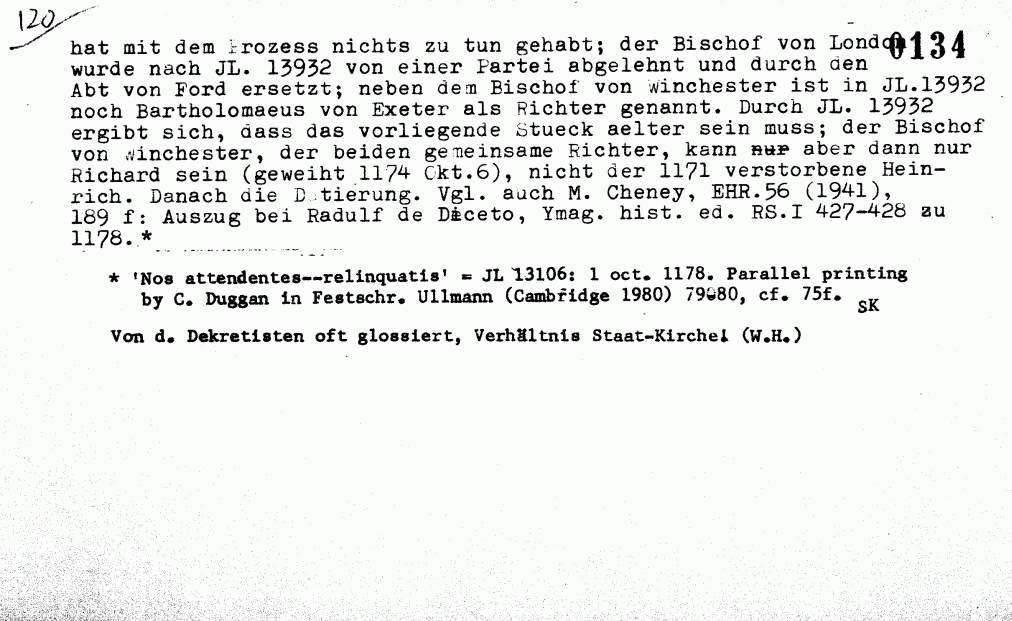 120
hat mit dem Prozess nichts zu tun gehabt; der Bischof von London 0134
wurde nach JL. 13932 von einer Partei abgelehnt und durch den
Abt von Ford ersetzt; neben dem Bischof von Winchester ist in JL.13932
noch Bartholomaeus von Exeter als Richter genannt. Durch JL. 13932
ergibt sich, dass das vorliegende Stueck aelter sein muss; der Bischof
von Winchester, der beiden gemeinsame Richter, kann nur aber dann nur
Richard sein (geweiht 1174 Okt.6), nicht der 1171 verstorbene Hein-
rich. Danach die Datierung. Vgl. auch M. Cheney, EHR.56 (1941),
189 f: Auszug bei Radulf de Diceto, Ymag. hist. ed. RS.I 427-428 zu
1178. *
* 'Nos attendentes--relinquatis' = JL 13106: 1 oct. 1178. Parallel printing
by C. Duggan in Festschr. Ullmann (Cambridge 1980) 79-80, cf. 75f.
SK
Von d. Dekretisten oft glossiert, Verhältnis Staat-Kirche! (W.H.)